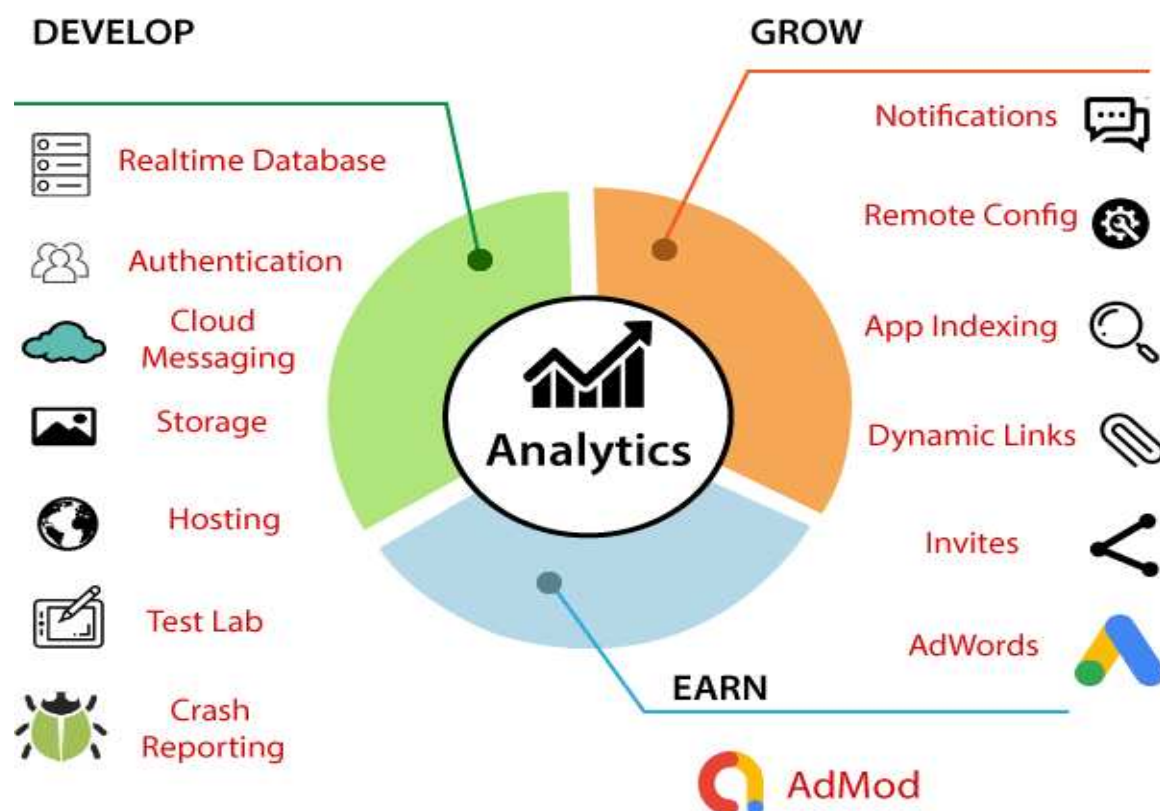 DEVELOP
Realtime Database
Authentication
Cloud
Messaging
Storage
Hosting
Test Lab
Crash
Reporting
Analytics
GROW
Notifications
Remote Config
App Indexing
Dynamic Links
Invites
AdWords
EARN
AdMod